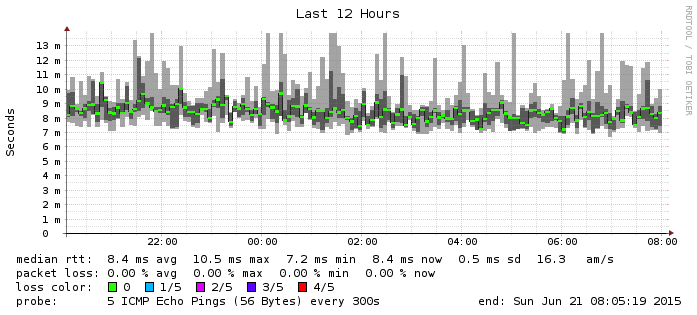 Last 12 Hours
RRDTOOL / TOBI OETIKER
Seconds
13 m
12 m
11 m
10 m
9 m
8 m
7 m
6 m
5 m
4 m
3 m
2 m
1 m
0
22:00 00:00 02:00 04:00 06:00 08:00
median rtt: 8.4 ms avg 10.5 ms max 7.2 ms min 8.4 ms now 0.5 ms sd 16.3 am/s
packet loss: 0.00 % avg 0.00 % max 0.00 % min 0.00 % now
loss color: 0 1/5 2/5 3/5 4/5
probe: 5 ICMP Echo Pings (56 Bytes) every 300s end: Sun Jun 21 08:05:19 2015